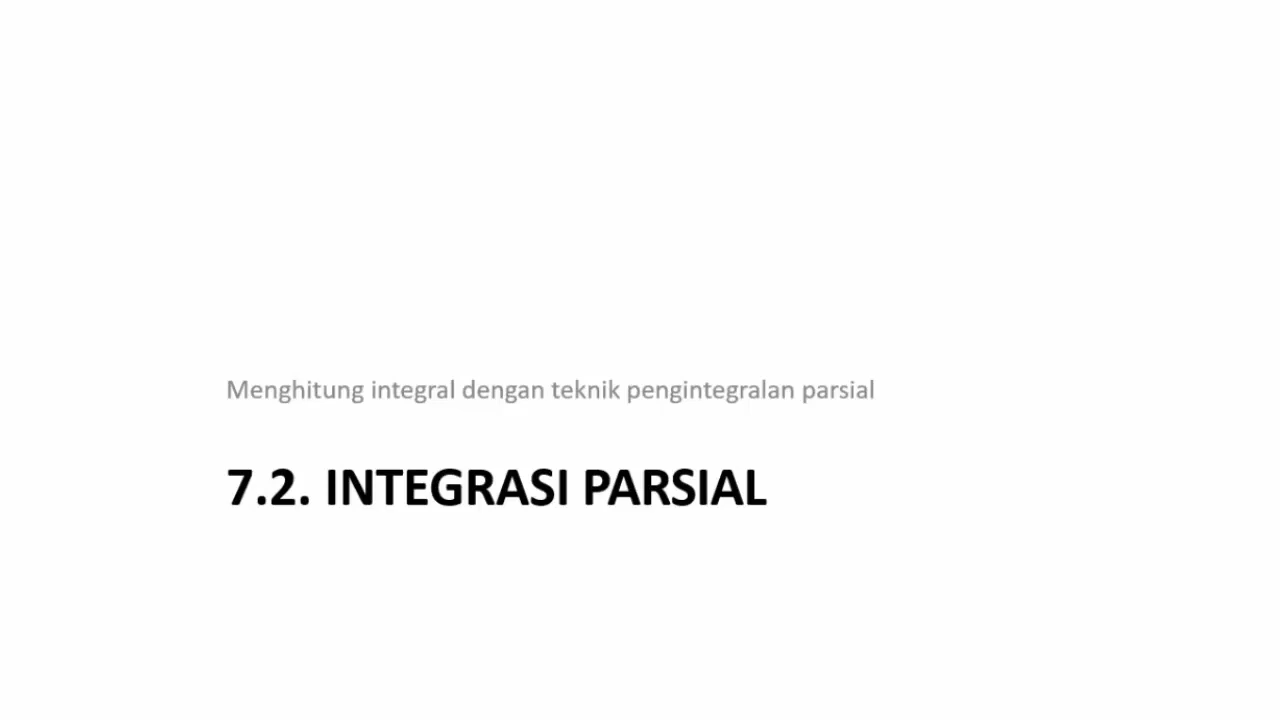 Menghitung integral dengan teknik pengintegralan parsial
7.2. INTEGRASI PARSIAL